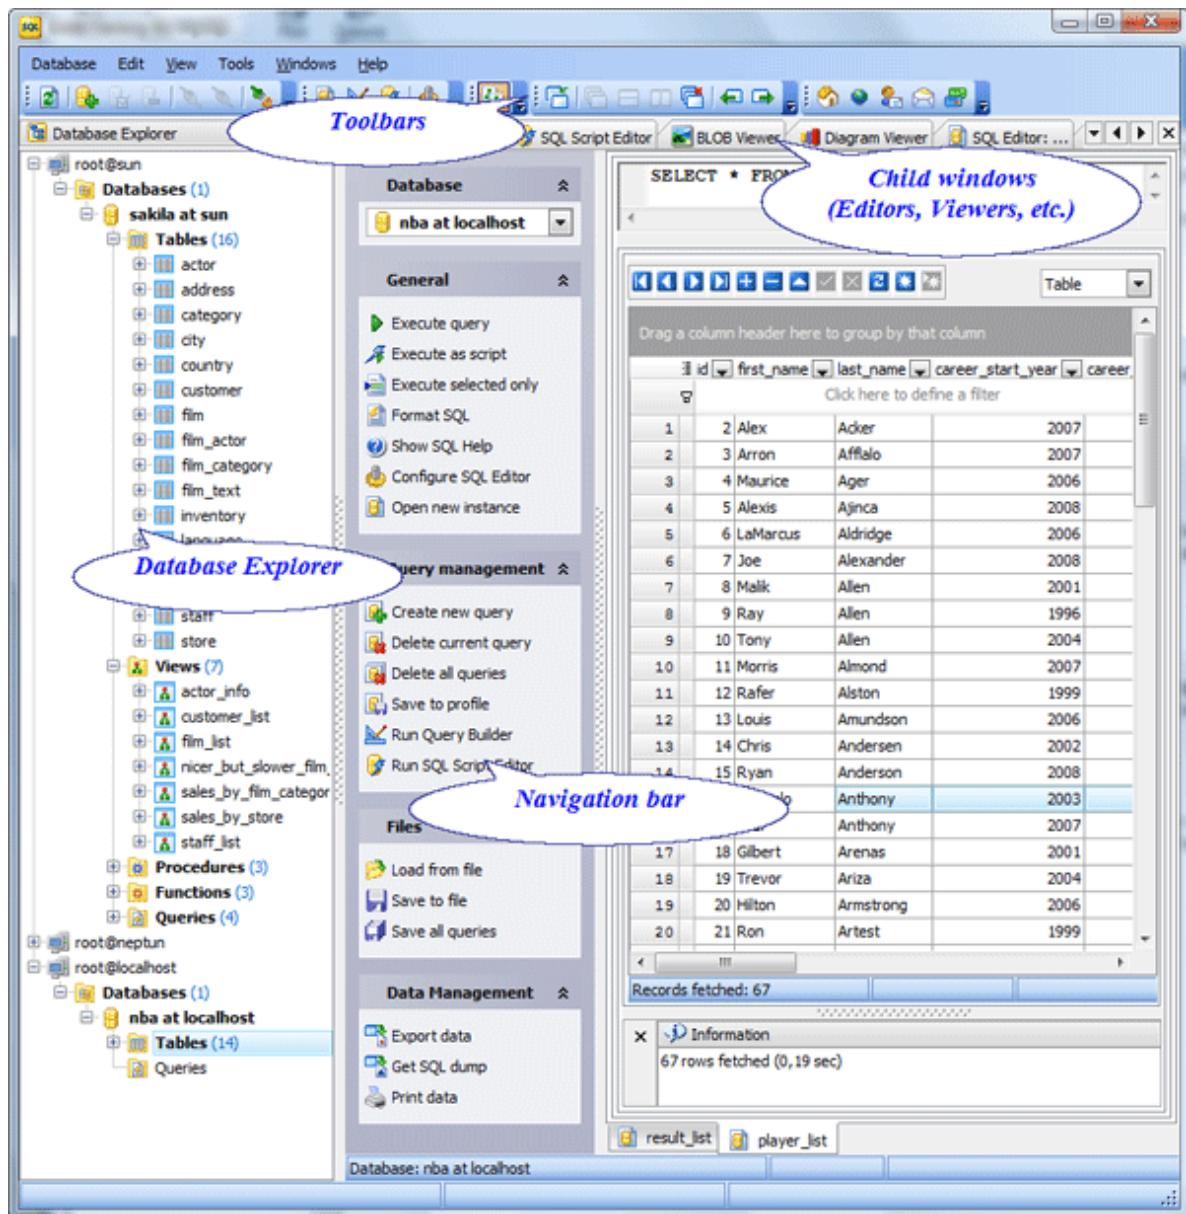 SQL
Database Edit View Tools Windows Help
Toolbars
Database Explorer
SQL Script Editor BLOB Viewer Diagram Viewer SQL Editor: ...
Child windows
(Editors, Viewers, etc.)
root@sun
Databases (1)
sakila at sun
Tables (16)
actor
address
category
city
country
customer
film
film_actor
film_category
film_text
inventory
language
Database Explorer
staff
store
Views (7)
actor_info
customer_list
film_list
nicer_but_slower_film_
sales_by_film_categor
sales_by_store
staff_list
Procedures (3)
Functions (3)
Queries (4)
root@neptun
root@localhost
Databases (1)
nba at localhost
Tables (14)
Queries
Database
nba at localhost
General
Execute query
Execute as script
Execute selected only
Format SQL
Show SQL Help
Configure SQL Editor
Open new instance
Query management
Create new query
Delete current query
Delete all queries
Save to profile
Run Query Builder
Run SQL Script Editor
Navigation bar
Files
Load from file
Save to file
Save all queries
Data Management
Export data
Get SQL dump
Print data
SELECT * FROM
Table
Drag a column header here to group by that column
id first_name last_name career_start_year career_
Click here to define a filter
1 2 Alex Acker 2007
2 3 Arron Afflalo 2007
3 4 Maurice Ager 2006
4 5 Alexis Ajinca 2008
5 6 LaMarcus Aldridge 2006
6 7 Joe Alexander 2008
7 8 Malik Allen 2001
8 9 Ray Allen 1996
9 10 Tony Allen 2004
10 11 Morris Almond 2007
11 12 Rafer Alston 1999
12 13 Louis Amundson 2006
13 14 Chris Andersen 2002
14 15 Ryan Anderson 2008
Anthony 2003
Anthony 2007
17 18 Gilbert Arenas 2001
18 19 Trevor Ariza 2004
19 20 Hilton Armstrong 2006
20 21 Ron Artest 1999
Records fetched: 67
Information
67 rows fetched (0,19 sec)
result_list player_list
Database: nba at localhost